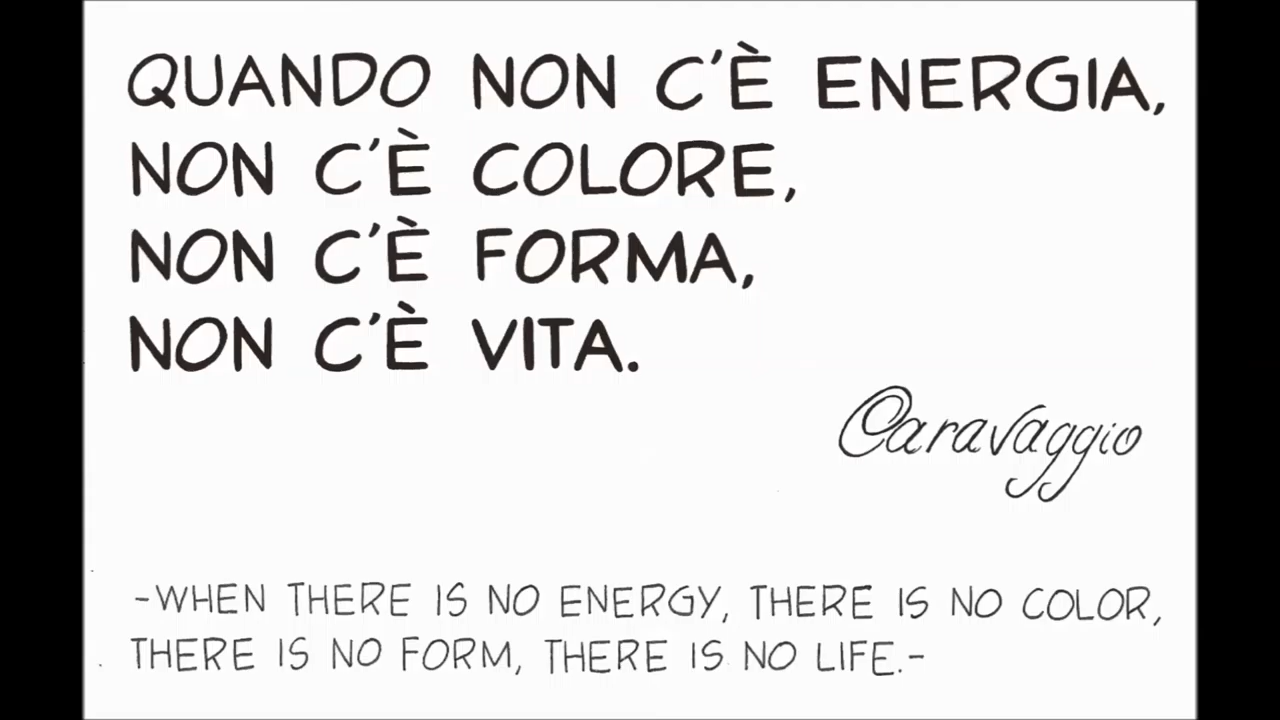 QUANDO NON C'È ENERGIA,
NON C'È COLORE,
NON C'È FORMA,
NON C'È VITA.
Caravaggio
-WHEN THERE IS NO ENERGY, THERE IS NO COLOR,
THERE IS NO FORM, THERE IS NO LIFE.-